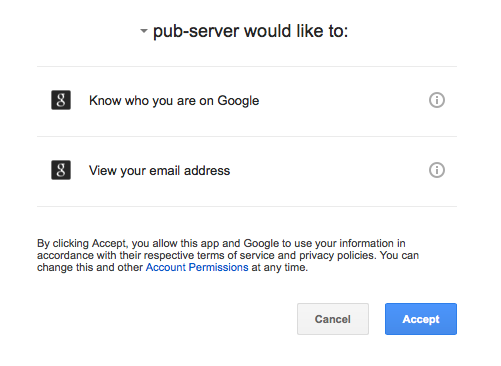 pub-server would like to:
g Know who you are on Google
g View your email address
By clicking Accept, you allow this app and Google to use your information in
accordance with their respective terms of service and privacy policies. You can
change this and other Account Permissions at any time.
Cancel Accept